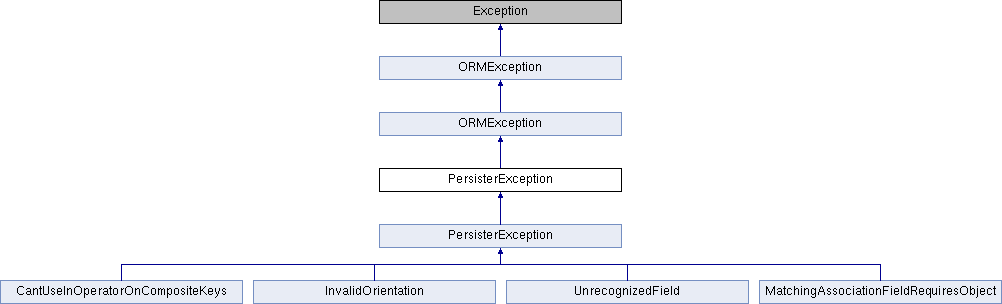 Exception
ORMException
ORMException
PersisterException
PersisterException
CantUseInOperatorOnCompositeKeys
InvalidOrientation
UnrecognizedField
MatchingAssociationFieldRequiresObject